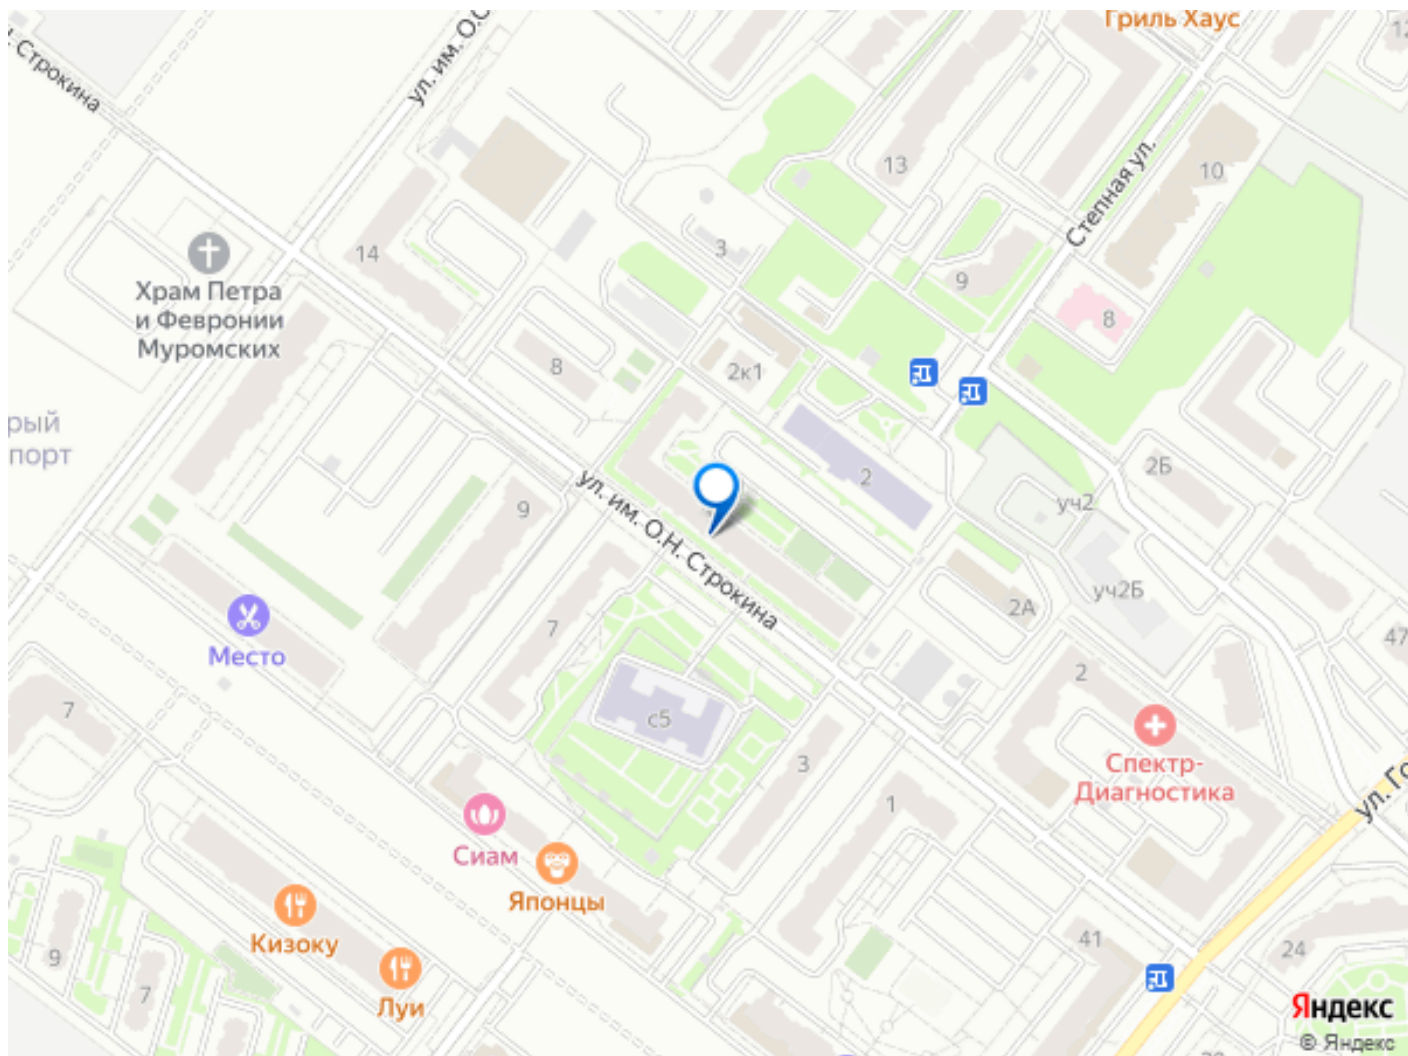 Гриль Хаус
12
. Строкина
ул. им. О.С
13
10
Степная ул.
14
3
9
8
Храм Петра
и Февронии
Муромских
8
2к1
рый
порт
2
2Б
уч2
9
ул. им. О.Н. Строкина
уч2Б
2А
47
7
Место
2
7
с5
3
Спектр-
Диагностика
1
ул. Го
Сиам
Японцы
Кизоку
Луи
41
24
9
7
Яндекс
© Яндекс